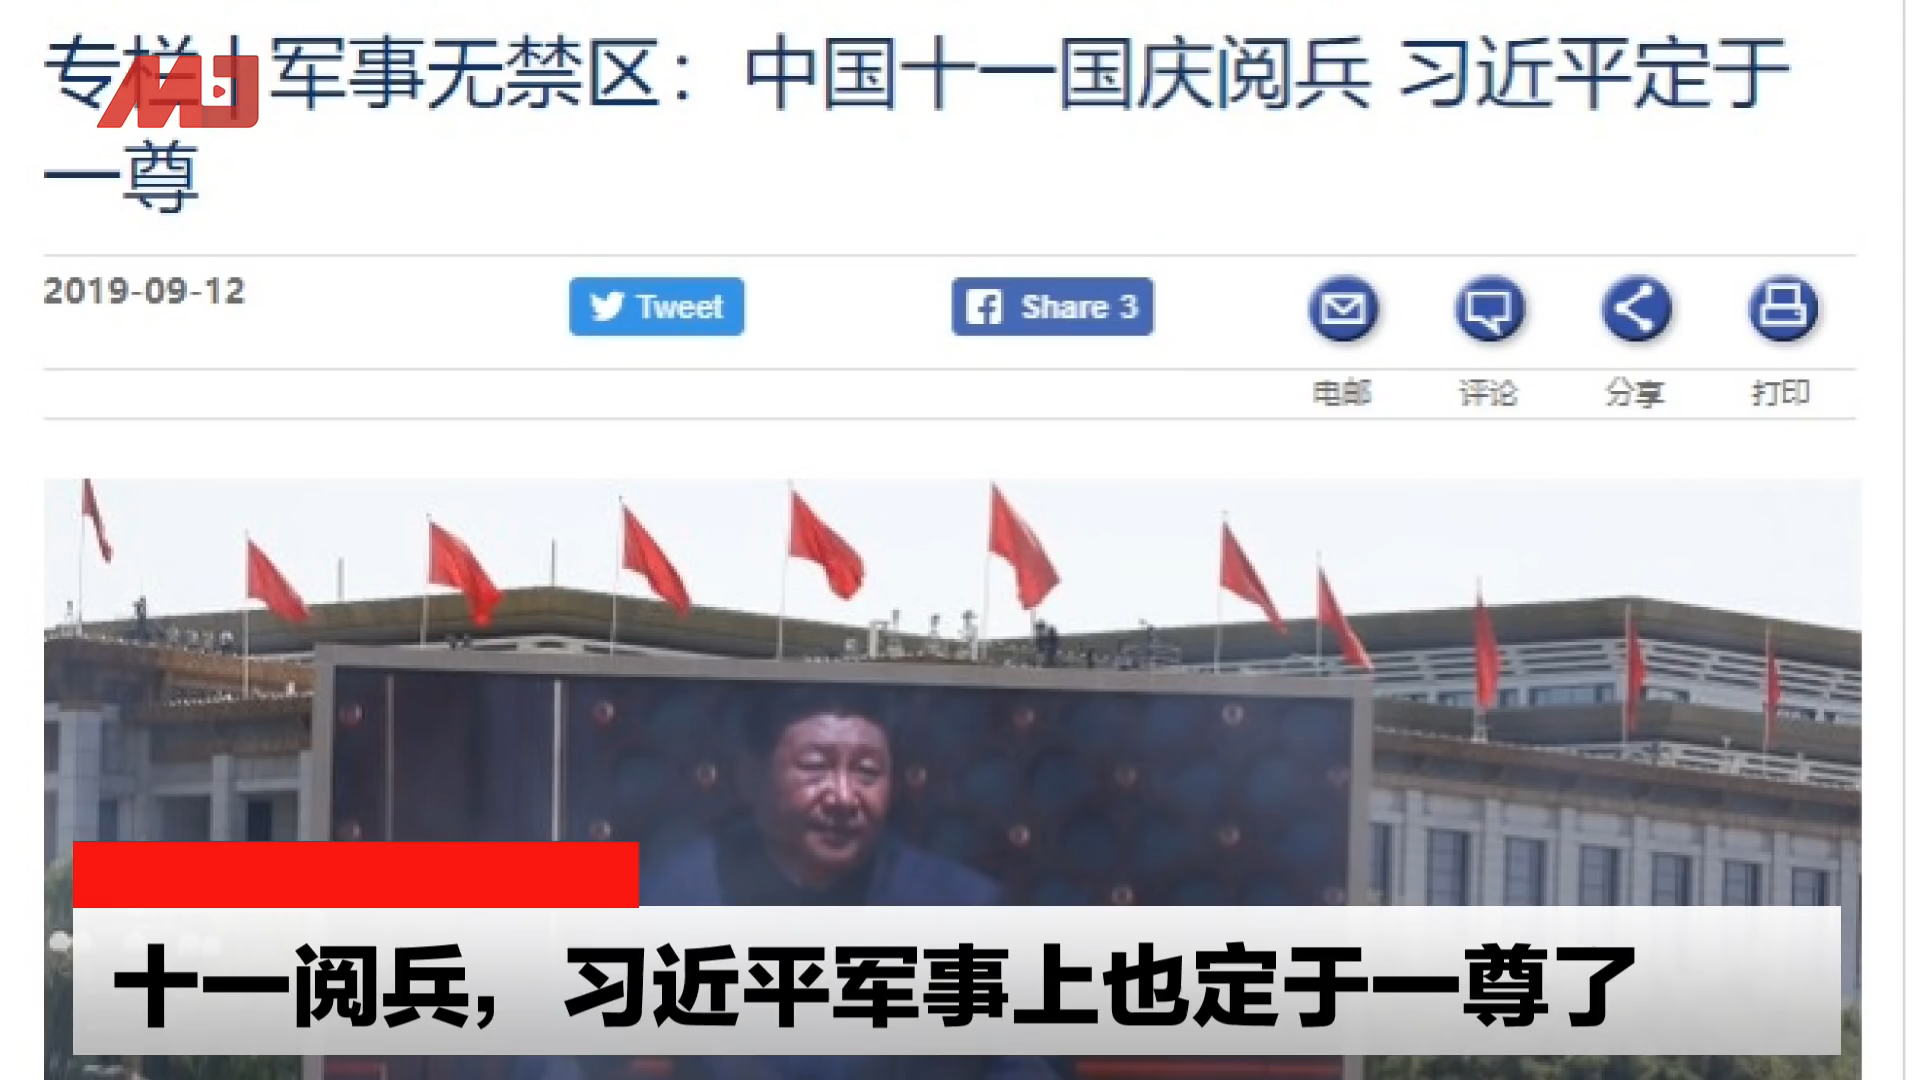 专栏 | 军事无禁区：中国十一国庆阅兵 习近平定于
一尊
2019-09-12
Tweet
Share 3
电邮
评论
分享
打印
十一阅兵，习近平军事上也定于一尊了